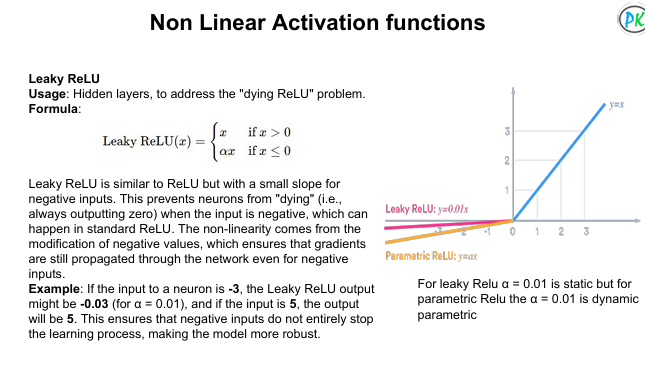 Non Linear Activation functions
PK
Leaky ReLU
Usage: Hidden layers, to address the "dying ReLU" problem.
Formula:
Leaky ReLU(x) = { x if x > 0
αx if x ≤ 0
Leaky ReLU is similar to ReLU but with a small slope for
negative inputs. This prevents neurons from "dying" (i.e.,
always outputting zero) when the input is negative, which can
happen in standard ReLU. The non-linearity comes from the
modification of negative values, which ensures that gradients
are still propagated through the network even for negative
inputs.
Example: If the input to a neuron is -3, the Leaky ReLU output
might be -0.03 (for α = 0.01), and if the input is 5, the output
will be 5. This ensures that negative inputs do not entirely stop
the learning process, making the model more robust.
y=x
3
2
1
Leaky ReLU: y=0.01x
-3 -2 -1 0 1 2 3
Parametric ReLU: y=ax
For leaky Relu α = 0.01 is static but for
parametric Relu the α = 0.01 is dynamic
parametric